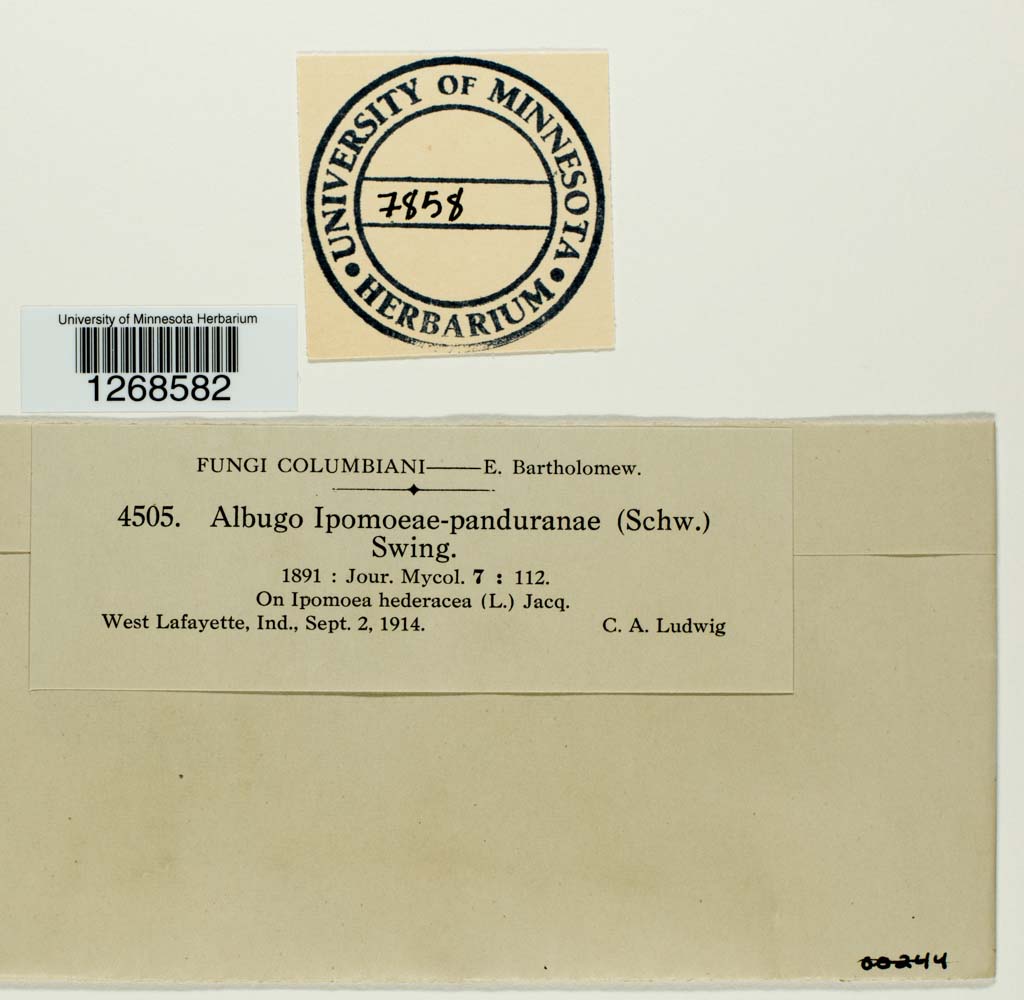 UNIVERSITY OF MINNESOTA
7858
• HERBARIUM •
University of Minnesota Herbarium
1268582
FUNGI COLUMBIANI——E. Bartholomew.
4505. Albugo Ipomoeae-panduranae (Schw.)
Swing.
1891 : Jour. Mycol. 7 : 112.
On Ipomoea hederacea (L.) Jacq.
West Lafayette, Ind., Sept. 2, 1914. C. A. Ludwig
00244